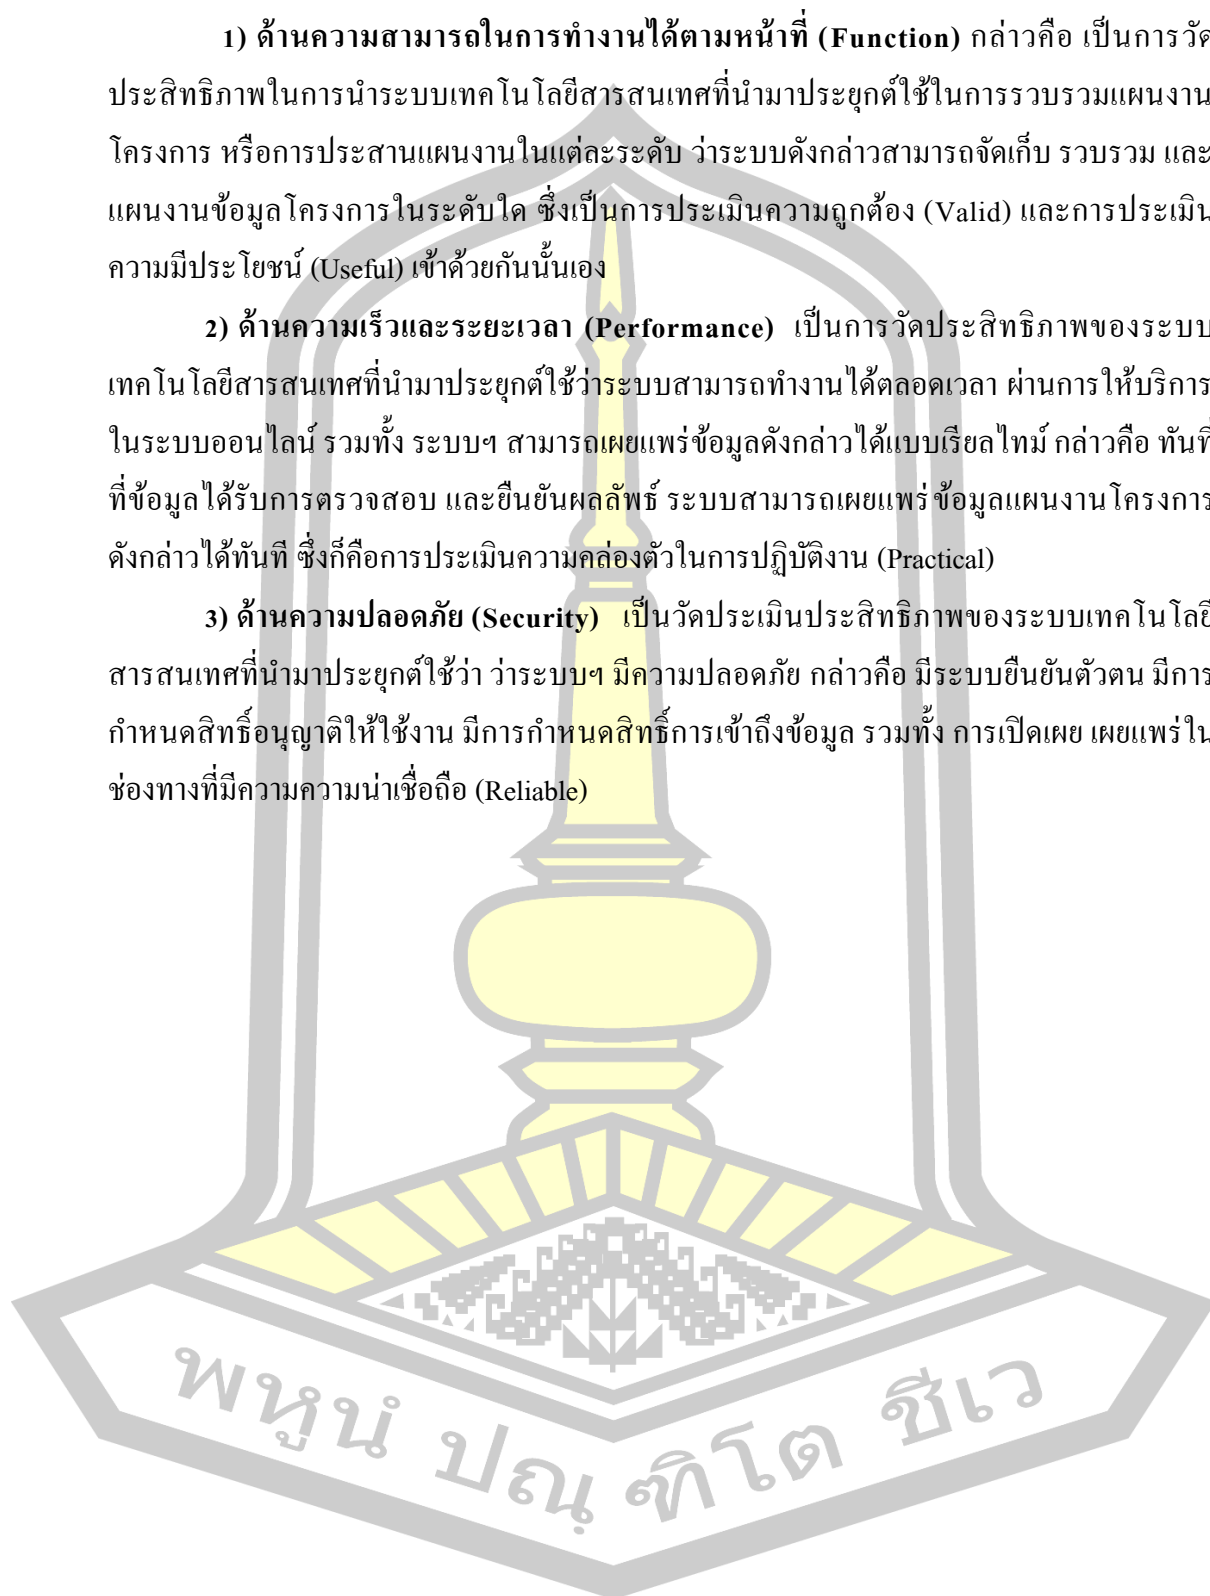 1) ด้านความสามารถในการทำงานได้ตามหน้าที่ (Function) กล่าวคือ เป็นการวัด
ประสิทธิภาพในการนำระบบเทคโนโลยีสารสนเทศที่นำมาประยุกต์ใช้ในการรวบรวมแผนงาน
โครงการ หรือการประสานแผนงานในแต่ละระดับ ว่าระบบดังกล่าวสามารถจัดเก็บ รวบรวม และ
แผนงานข้อมูลโครงการในระดับใด ซึ่งเป็นการประเมินความถูกต้อง (Valid) และการประเมิน
ความมีประโยชน์ (Useful) เข้าด้วยกันนั้นเอง
2) ด้านความเร็วและระยะเวลา (Performance) เป็นการวัดประสิทธิภาพของระบบ
เทคโนโลยีสารสนเทศที่นำมาประยุกต์ใช้ว่าระบบสามารถทำงานได้ตลอดเวลา ผ่านการให้บริการ
ในระบบออนไลน์ รวมทั้ง ระบบฯ สามารถเผยแพร่ข้อมูลดังกล่าวได้แบบเรียลไทม์ กล่าวคือ ทันที
ที่ข้อมูลได้รับการตรวจสอบ และยืนยันผลลัพธ์ ระบบสามารถเผยแพร่ข้อมูลแผนงานโครงการ
ดังกล่าวได้ทันที ซึ่งก็คือการประเมินความคล่องตัวในการปฏิบัติงาน (Practical)
3) ด้านความปลอดภัย (Security) เป็นวัดประเมินประสิทธิภาพของระบบเทคโนโลยี
สารสนเทศที่นำมาประยุกต์ใช้ว่า ว่าระบบฯ มีความปลอดภัย กล่าวคือ มีระบบยืนยันตัวตน มีการ
กำหนดสิทธิ์อนุญาติให้ใช้งาน มีการกำหนดสิทธิ์การเข้าถึงข้อมูล รวมทั้ง การเปิดเผย เผยแพร่ใน
ช่องทางที่มีความความน่าเชื่อถือ (Reliable)
พหูนํ ปณฺฑิโต ชีเว